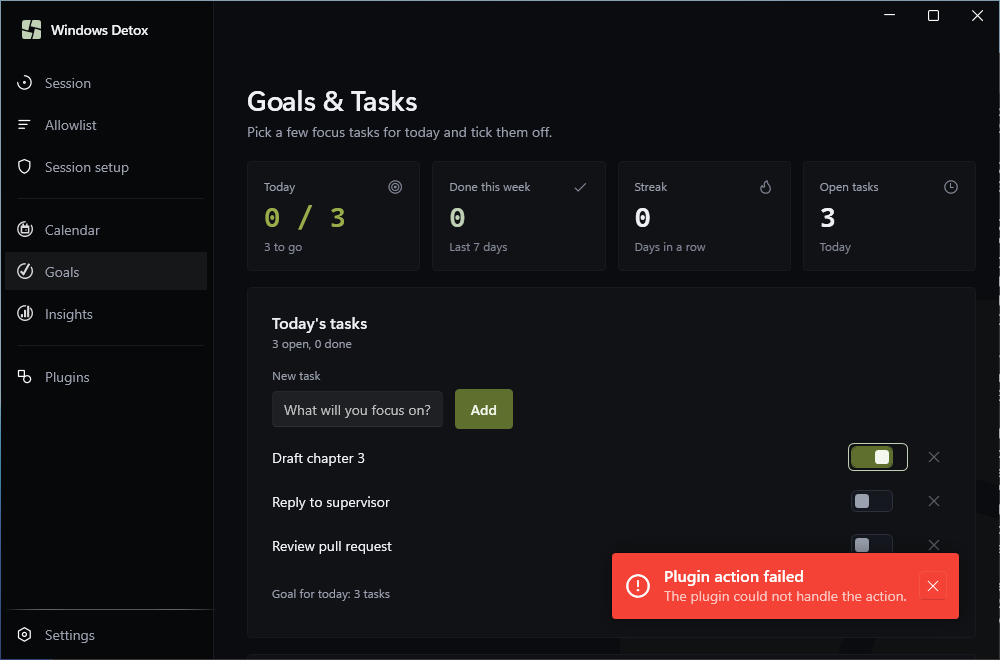 Windows Detox
Session
Allowlist
Session setup
Calendar
Goals
Insights
Plugins
Settings
Goals & Tasks
Pick a few focus tasks for today and tick them off.
Today
0 / 3
3 to go
Done this week
0
Last 7 days
Streak
0
Days in a row
Open tasks
3
Today
Today's tasks
3 open, 0 done
New task
What will you focus on?
Add
Draft chapter 3
Reply to supervisor
Review pull request
Goal for today: 3 tasks
Plugin action failed
The plugin could not handle the action.